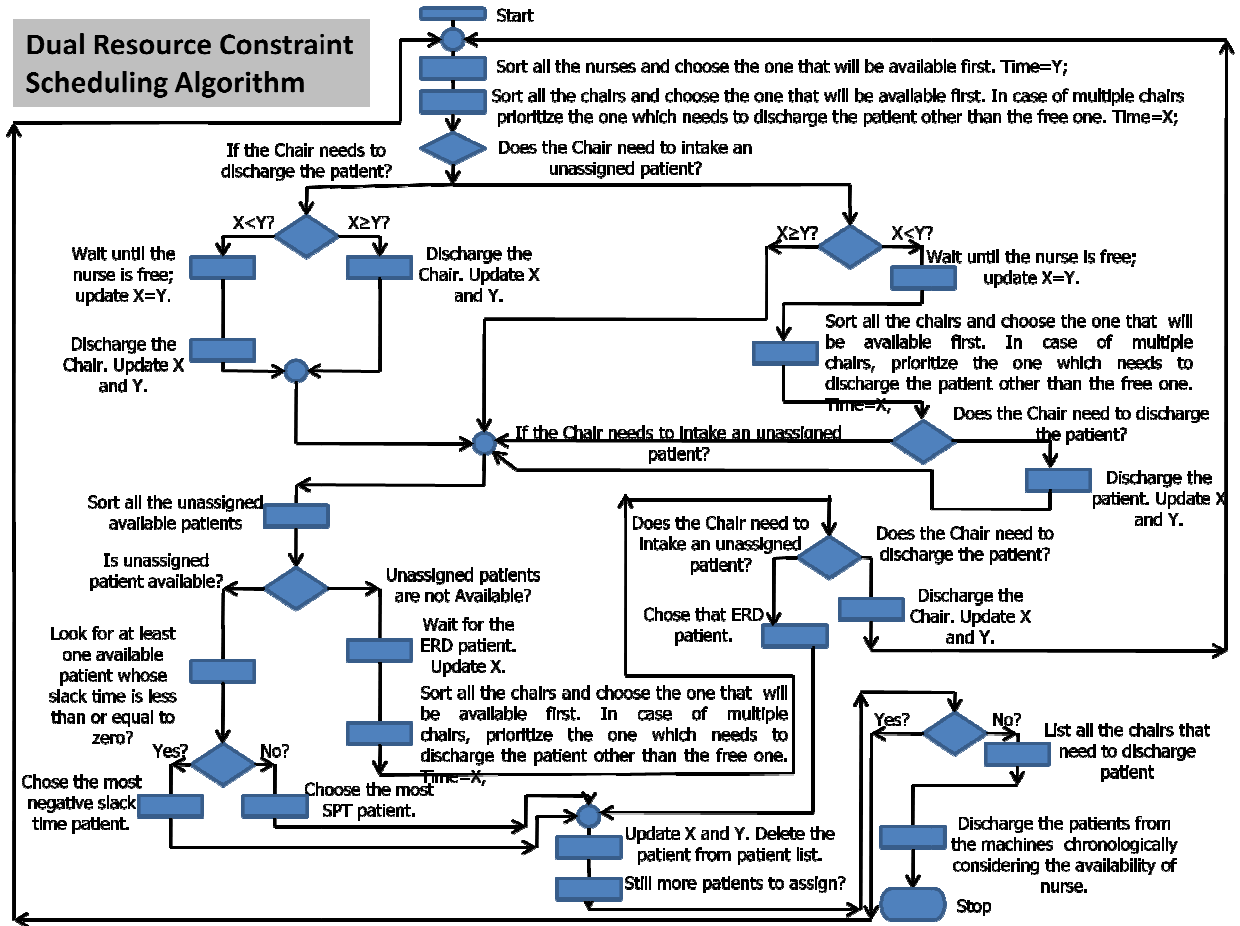 Dual Resource Constraint
Scheduling Algorithm
Start
Sort all the nurses and choose the one that will be available first. Time=Y;
Sort all the chairs and choose the one that will be available first. In case of multiple chairs
prioritize the one which needs to discharge the patient other than the free one. Time=X;
If the Chair needs to
discharge the patient?
Does the Chair need to intake an
unassigned patient?
X<Y?
X≥Y?
Wait until the
nurse is free;
update X=Y.
Discharge the
Chair. Update X
and Y.
Discharge the
Chair. Update X
and Y.
X≥Y?
X<Y?
Wait until the nurse is free;
update X=Y.
Sort all the chairs and choose the one that will
be available first. In case of multiple
chairs, prioritize the one which needs to
discharge the patient other than the free one.
Time=X;
Does the Chair need to discharge
the patient?
If the Chair needs to intake an unassigned
patient?
Discharge the
patient. Update X
and Y.
Sort all the unassigned
available patients
Is unassigned
patient available?
Unassigned patients
are not Available?
Look for at least
one available
patient whose
slack time is less
than or equal to
zero?
Wait for the
ERD patient.
Update X.
Sort all the chairs and choose the one that will
be available first. In case of multiple
chairs, prioritize the one which needs to
discharge the patient other than the free one.
Time=X;
Does the Chair need to
intake an unassigned
patient?
Does the Chair need to
discharge the patient?
Chose that ERD
patient.
Discharge the
Chair. Update X
and Y.
Yes?
No?
Chose the most
negative slack
time patient.
Choose the most
SPT patient.
Update X and Y. Delete the
patient from patient list.
Still more patients to assign?
Yes?
No?
List all the chairs that
need to discharge
patient
Discharge the patients from
the machines chronologically
considering the availability of
nurse.
Stop